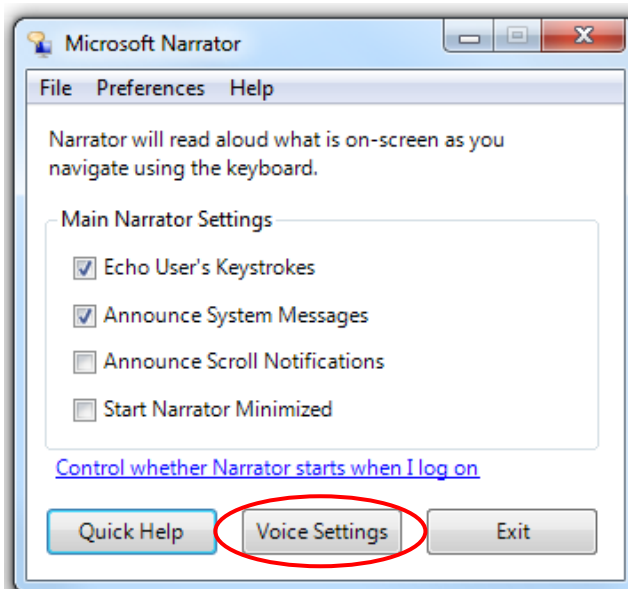 Microsoft Narrator
File Preferences Help
Narrator will read aloud what is on-screen as you
navigate using the keyboard.
Main Narrator Settings
Echo User's Keystrokes
Announce System Messages
Announce Scroll Notifications
Start Narrator Minimized
Control whether Narrator starts when I log on
Quick Help Voice Settings Exit